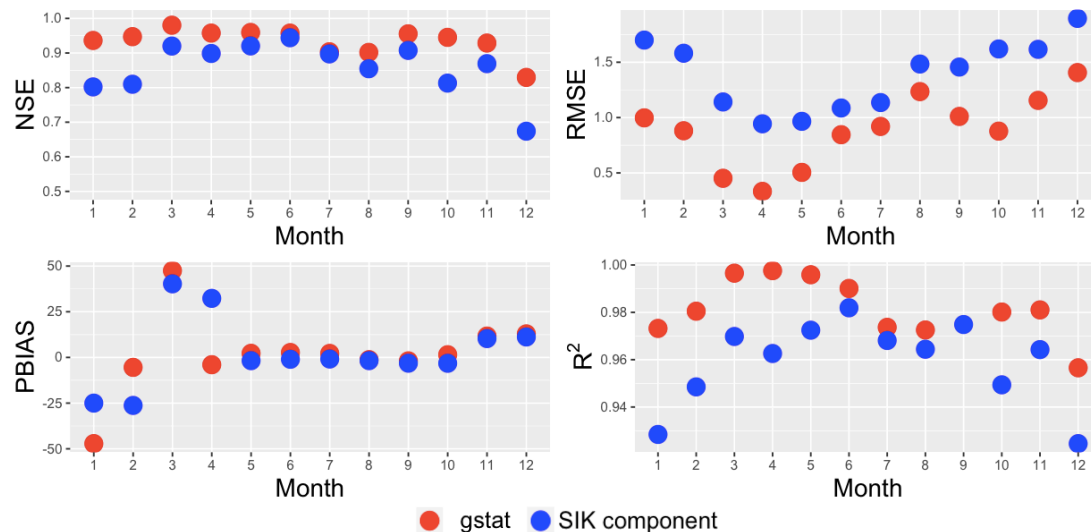 NSE
1.0
0.9
0.8
0.7
0.6
0.5
1 2 3 4 5 6 7 8 9 10 11 12
Month
RMSE
1.5
1.0
0.5
1 2 3 4 5 6 7 8 9 10 11 12
Month
PBIAS
50
25
0
-25
-50
1 2 3 4 5 6 7 8 9 10 11 12
Month
R²
1.00
0.98
0.96
0.94
1 2 3 4 5 6 7 8 9 10 11 12
Month
gstat SIK component